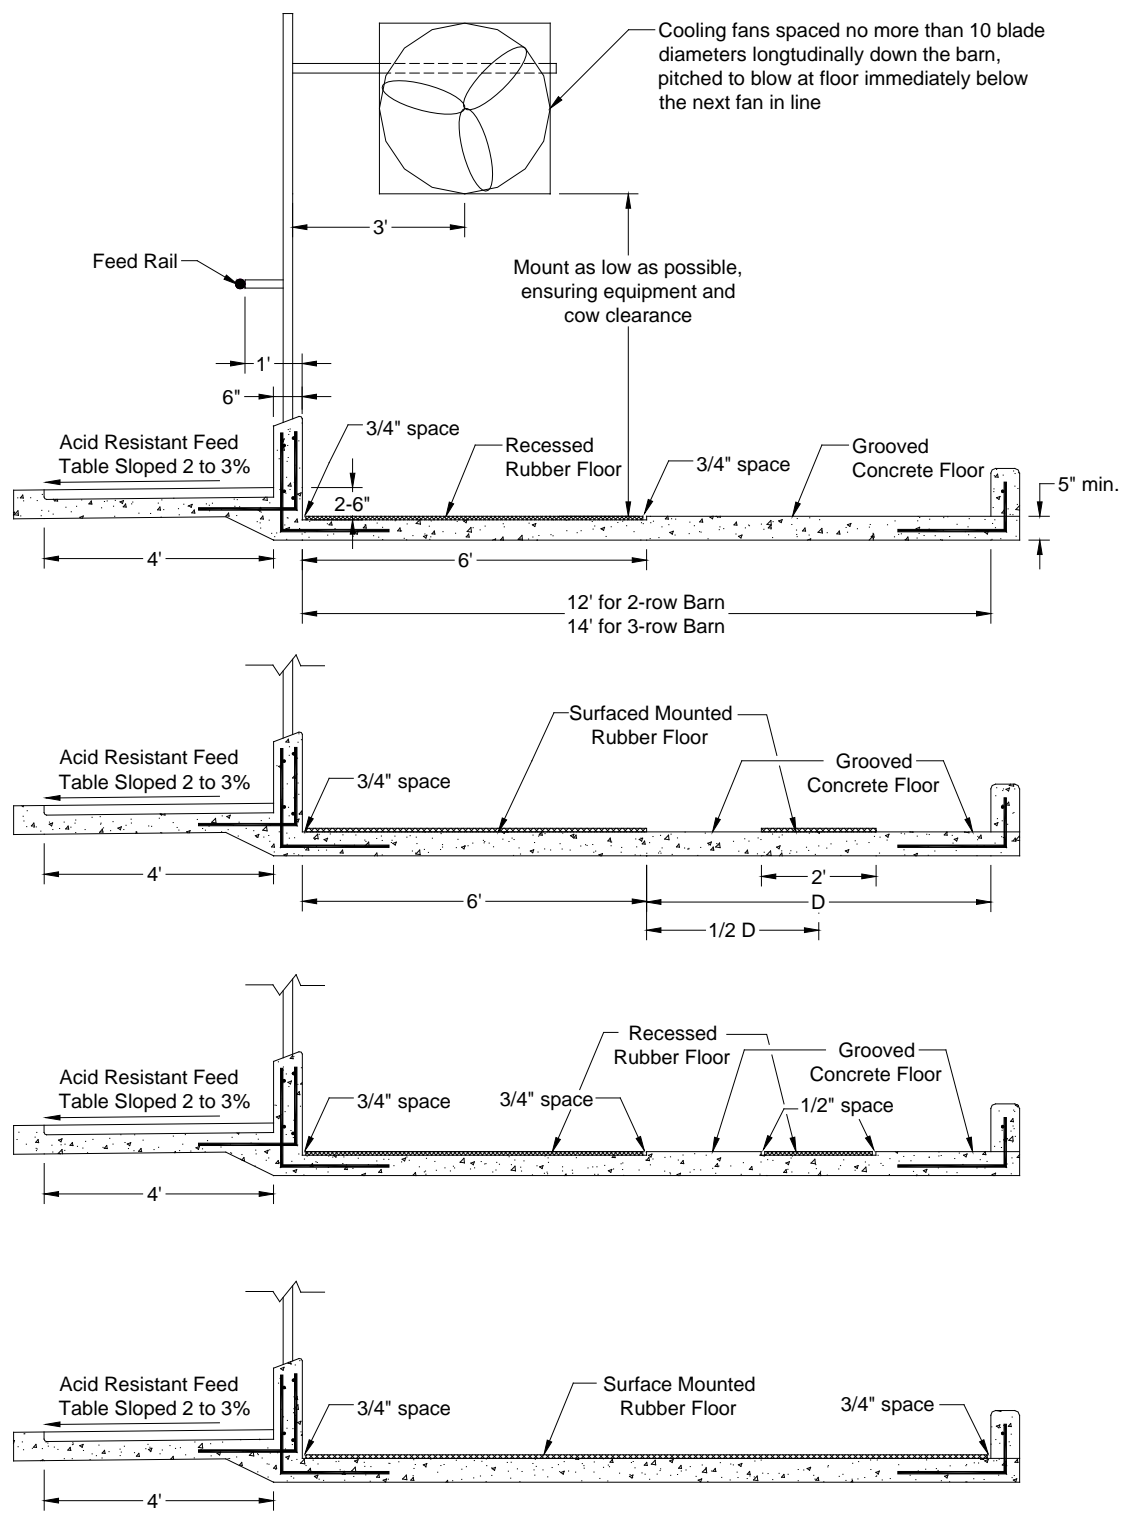 Cooling fans spaced no more than 10 blade
diameters longtudinally down the barn,
pitched to blow at floor immediately below
the next fan in line
3'
Feed Rail
Mount as low as possible,
ensuring equipment and
cow clearance
1'
6"
Acid Resistant Feed
Table Sloped 2 to 3%
3/4" space
Recessed
Rubber Floor
3/4" space
Grooved
Concrete Floor
5" min.
2-6"
4'
6'
12' for 2-row Barn
14' for 3-row Barn
Surfaced Mounted
Rubber Floor
Acid Resistant Feed
Table Sloped 2 to 3%
3/4" space
Grooved
Concrete Floor
4'
2'
6'
D
1/2 D
Recessed
Rubber Floor
Grooved
Concrete Floor
Acid Resistant Feed
Table Sloped 2 to 3%
3/4" space
3/4" space
1/2" space
4'
Acid Resistant Feed
Table Sloped 2 to 3%
3/4" space
Surface Mounted
Rubber Floor
3/4" space
4'